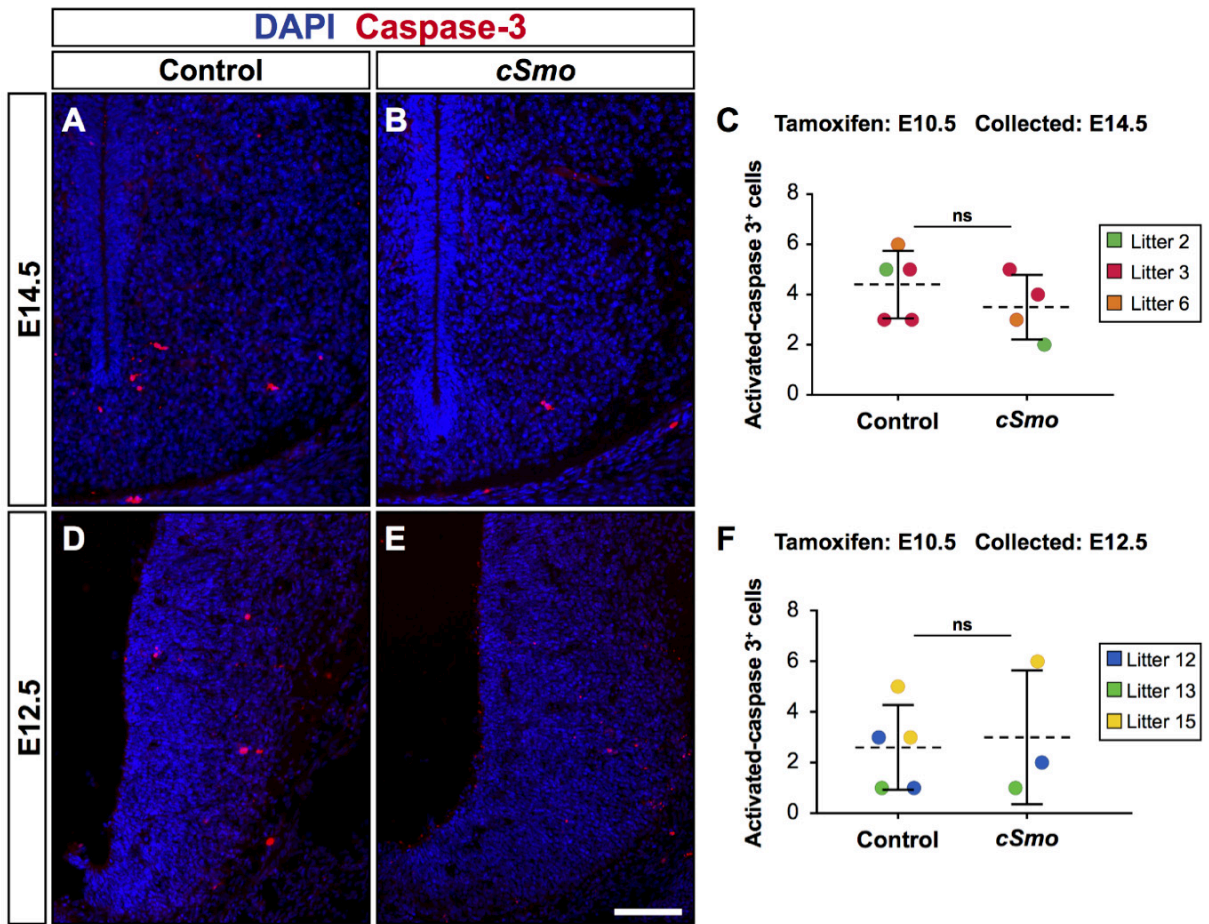 DAPI Caspase-3
Control
cSmo
E14.5
A
B
C Tamoxifen: E10.5 Collected: E14.5
Activated-caspase 3+ cells
8
6
4
2
0
ns
Control
cSmo
Litter 2
Litter 3
Litter 6
E12.5
D
E
F Tamoxifen: E10.5 Collected: E12.5
Activated-caspase 3+ cells
8
6
4
2
0
ns
Control
cSmo
Litter 12
Litter 13
Litter 15